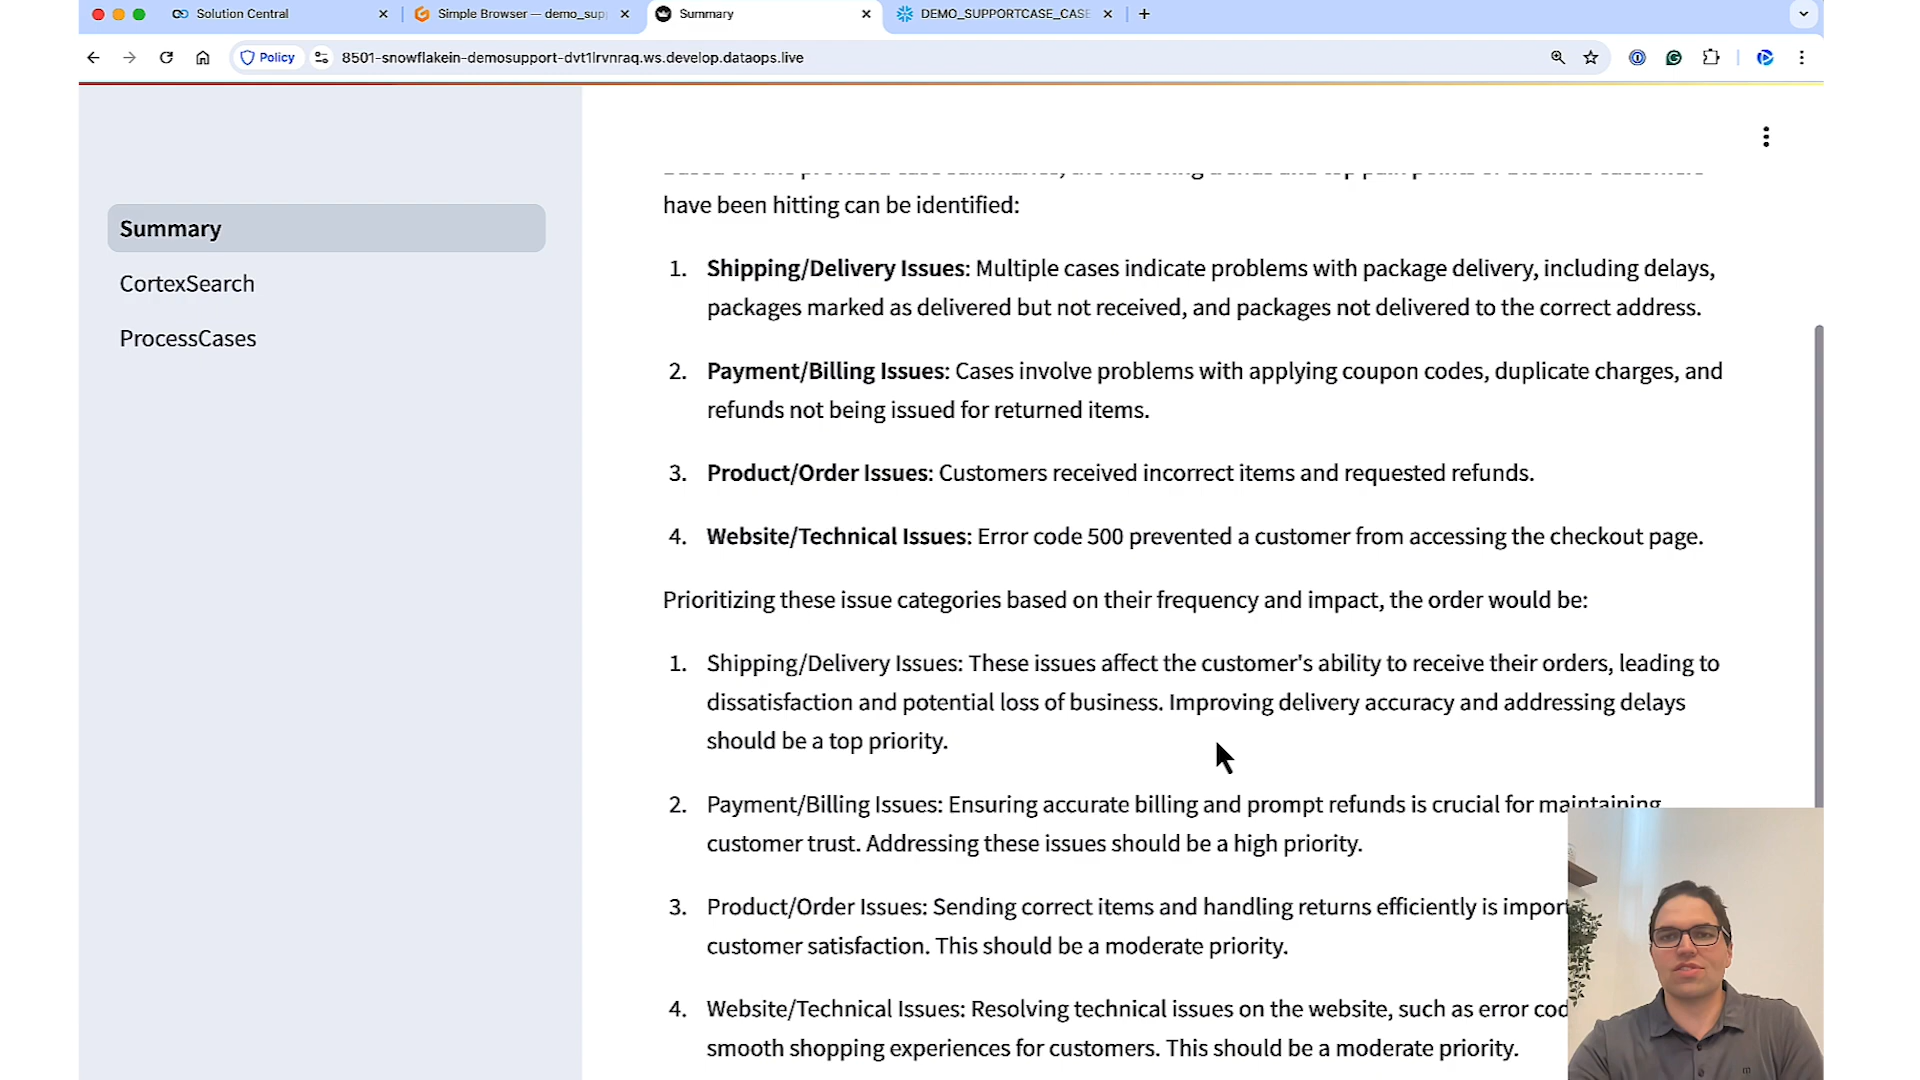 Solution Central
Simple Browser — demo_sup
Summary
DEMO_SUPPORTCASE_CASE
Policy
8501-snowflakein-demosupport-dvt1lrvnraq.ws.develop.dataops.live
Summary
CortexSearch
ProcessCases
have been hitting can be identified:
1. Shipping/Delivery Issues: Multiple cases indicate problems with package delivery, including delays,
packages marked as delivered but not received, and packages not delivered to the correct address.
2. Payment/Billing Issues: Cases involve problems with applying coupon codes, duplicate charges, and
refunds not being issued for returned items.
3. Product/Order Issues: Customers received incorrect items and requested refunds.
4. Website/Technical Issues: Error code 500 prevented a customer from accessing the checkout page.
Prioritizing these issue categories based on their frequency and impact, the order would be:
1. Shipping/Delivery Issues: These issues affect the customer's ability to receive their orders, leading to
dissatisfaction and potential loss of business. Improving delivery accuracy and addressing delays
should be a top priority.
2. Payment/Billing Issues: Ensuring accurate billing and prompt refunds is crucial for maintaining
customer trust. Addressing these issues should be a high priority.
3. Product/Order Issues: Sending correct items and handling returns efficiently is impor
customer satisfaction. This should be a moderate priority.
4. Website/Technical Issues: Resolving technical issues on the website, such as error cod
smooth shopping experiences for customers. This should be a moderate priority.